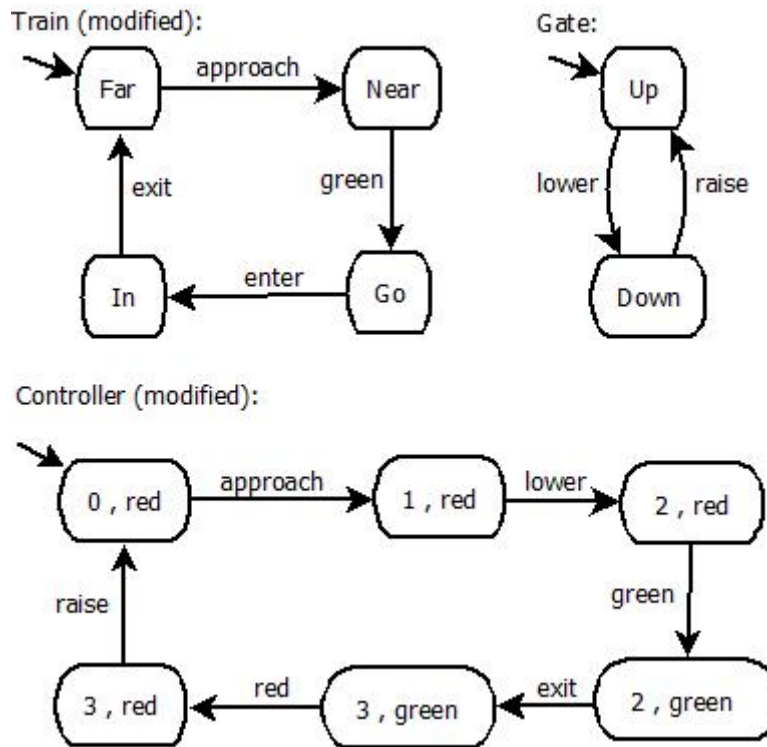 Train (modified):
Gate:
approach
Far
Near
Up
exit
green
lower
raise
enter
In
Go
Down
Controller (modified):
approach
lower
0 , red
1 , red
2 , red
raise
green
red
exit
3 , red
3 , green
2 , green